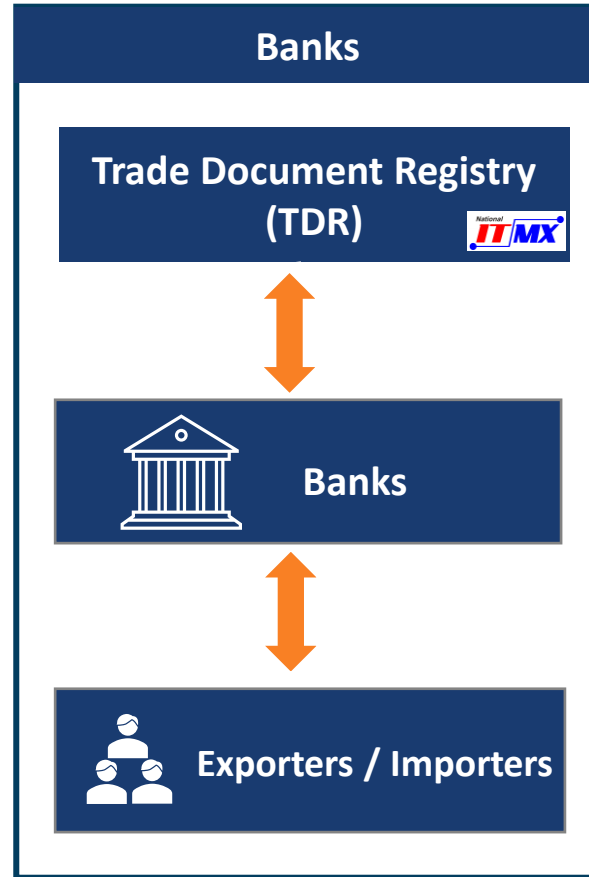 Banks
Trade Document Registry
(TDR)
National
ITMX
Banks
Exporters / Importers